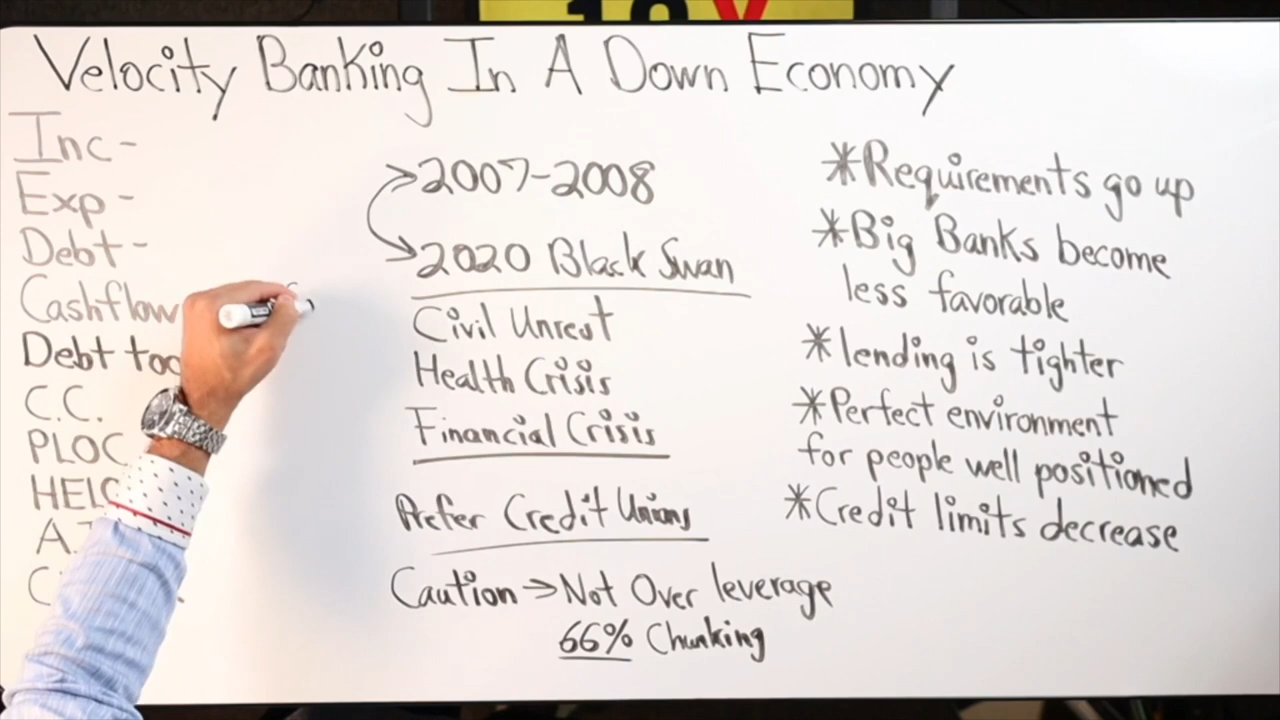 Velocity Banking In A Down Economy
Inc-
Exp-
Debt-
Cashflow
Debt too
C.C.
PLOC
HELO
A.
C
>2007-2008
2020 Black Swan
Civil Unrest
Health Crisis
Financial Crisis
Prefer Credit Unions
Caution → Not Over leverage
66% Chunking
*Requirements go up
*Big Banks become
less favorable
*lending is tighter
*Perfect environment
for people well positioned
*Credit limits decrease